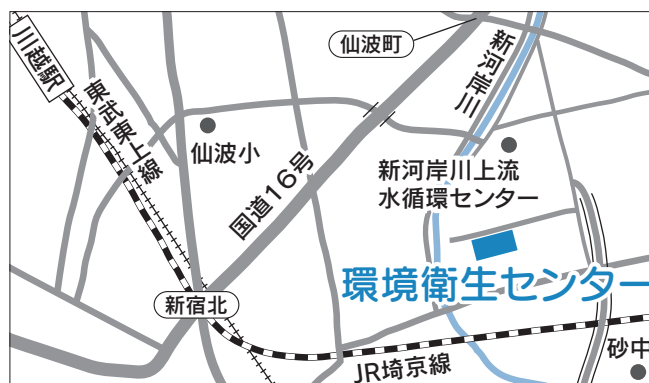 川越駅
東武東上線
仙波小
仙波町
国道16号
新河岸川
新河岸川上流
水循環センター
環境衛生センター
新宿北
JR埼京線
砂中